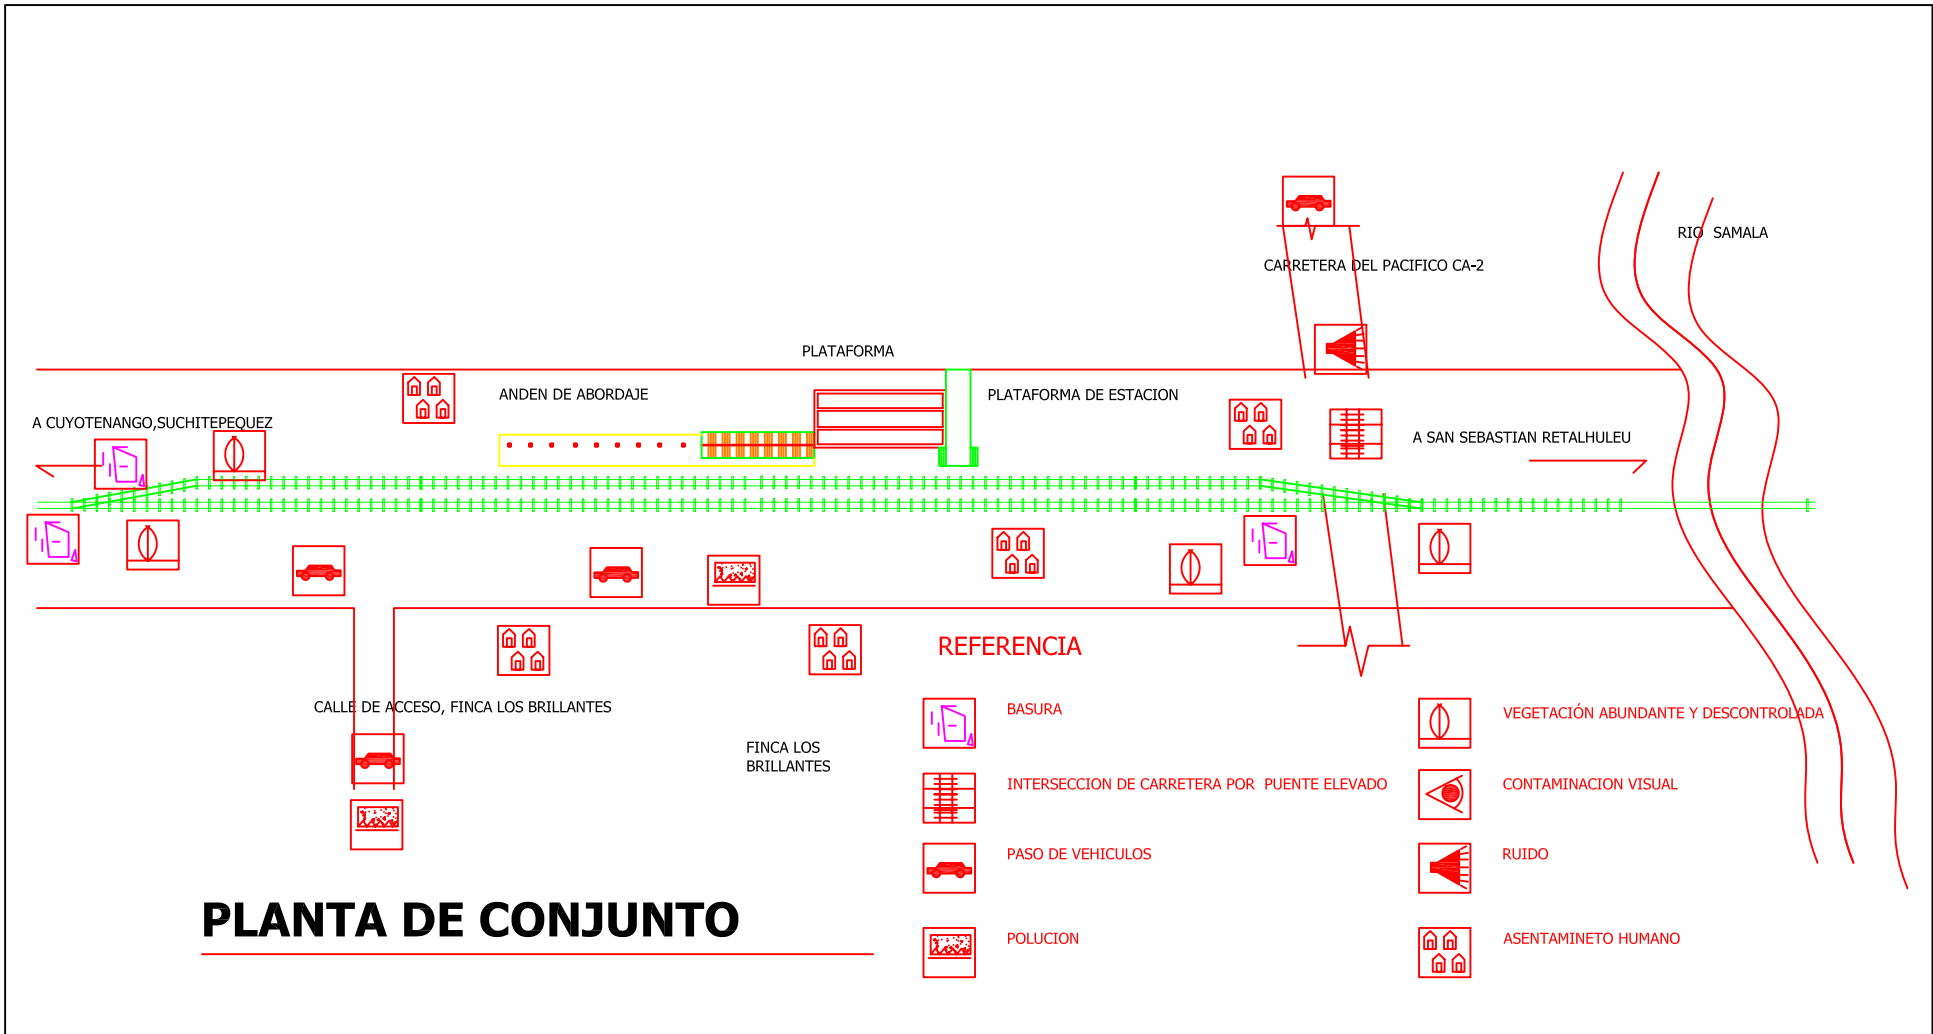 RIO SAMALA
CARRETERA DEL PACIFICO CA-2
PLATAFORMA
ANDEN DE ABORDAJE
PLATAFORMA DE ESTACION
A CUYOTENANGO,SUCHITEPEQUEZ
A SAN SEBASTIAN RETALHULEU
REFERENCIA
CALLE DE ACCESO, FINCA LOS BRILLANTES
FINCA LOS
BRILLANTES
BASURA
VEGETACIÓN ABUNDANTE Y DESCONTROLADA
INTERSECCION DE CARRETERA POR PUENTE ELEVADO
CONTAMINACION VISUAL
PASO DE VEHICULOS
RUIDO
POLUCION
ASENTAMINETO HUMANO
PLANTA DE CONJUNTO